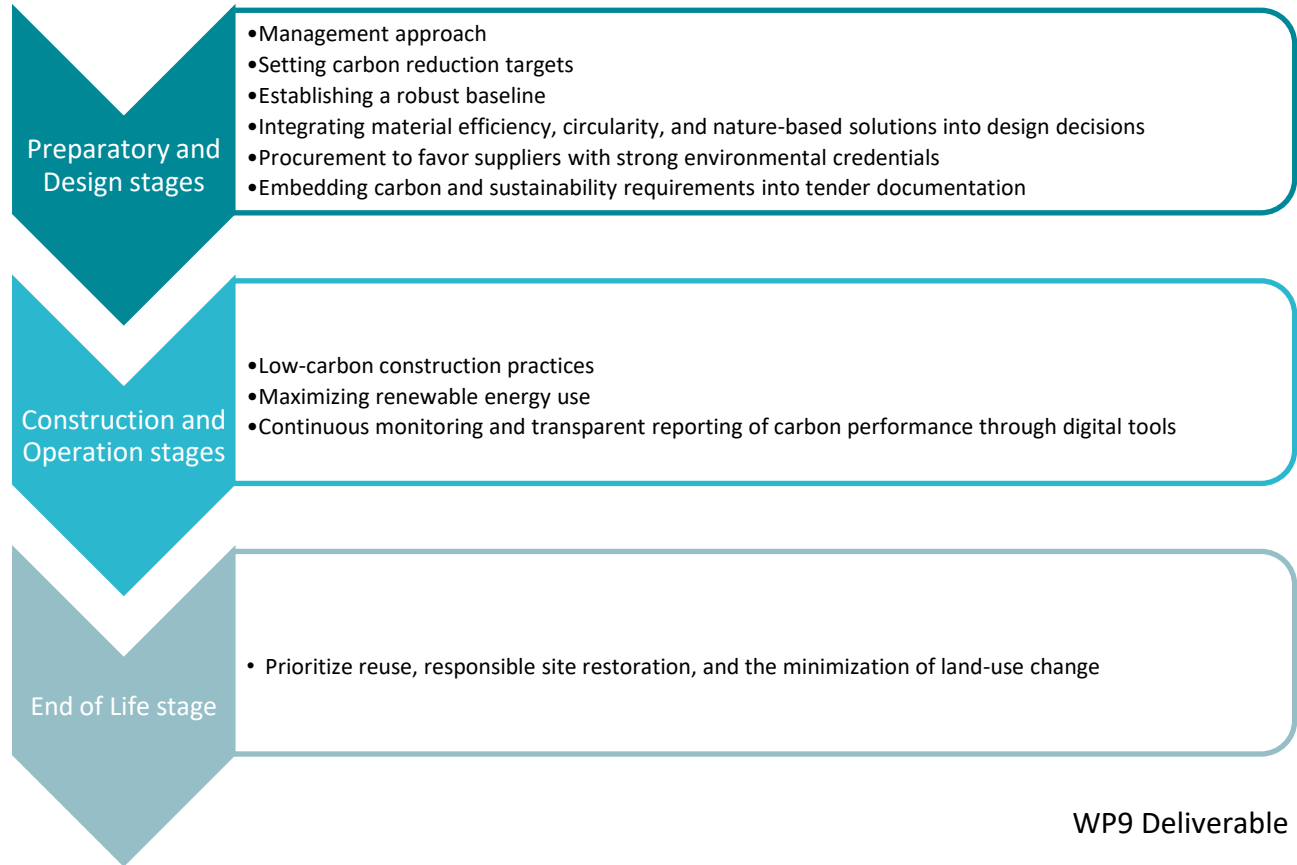 Preparatory and
Design stages
•Management approach
•Setting carbon reduction targets
•Establishing a robust baseline
•Integrating material efficiency, circularity, and nature-based solutions into design decisions
•Procurement to favor suppliers with strong environmental credentials
•Embedding carbon and sustainability requirements into tender documentation
Construction and
Operation stages
•Low-carbon construction practices
•Maximizing renewable energy use
•Continuous monitoring and transparent reporting of carbon performance through digital tools
End of Life stage
• Prioritize reuse, responsible site restoration, and the minimization of land-use change
WP9 Deliverable